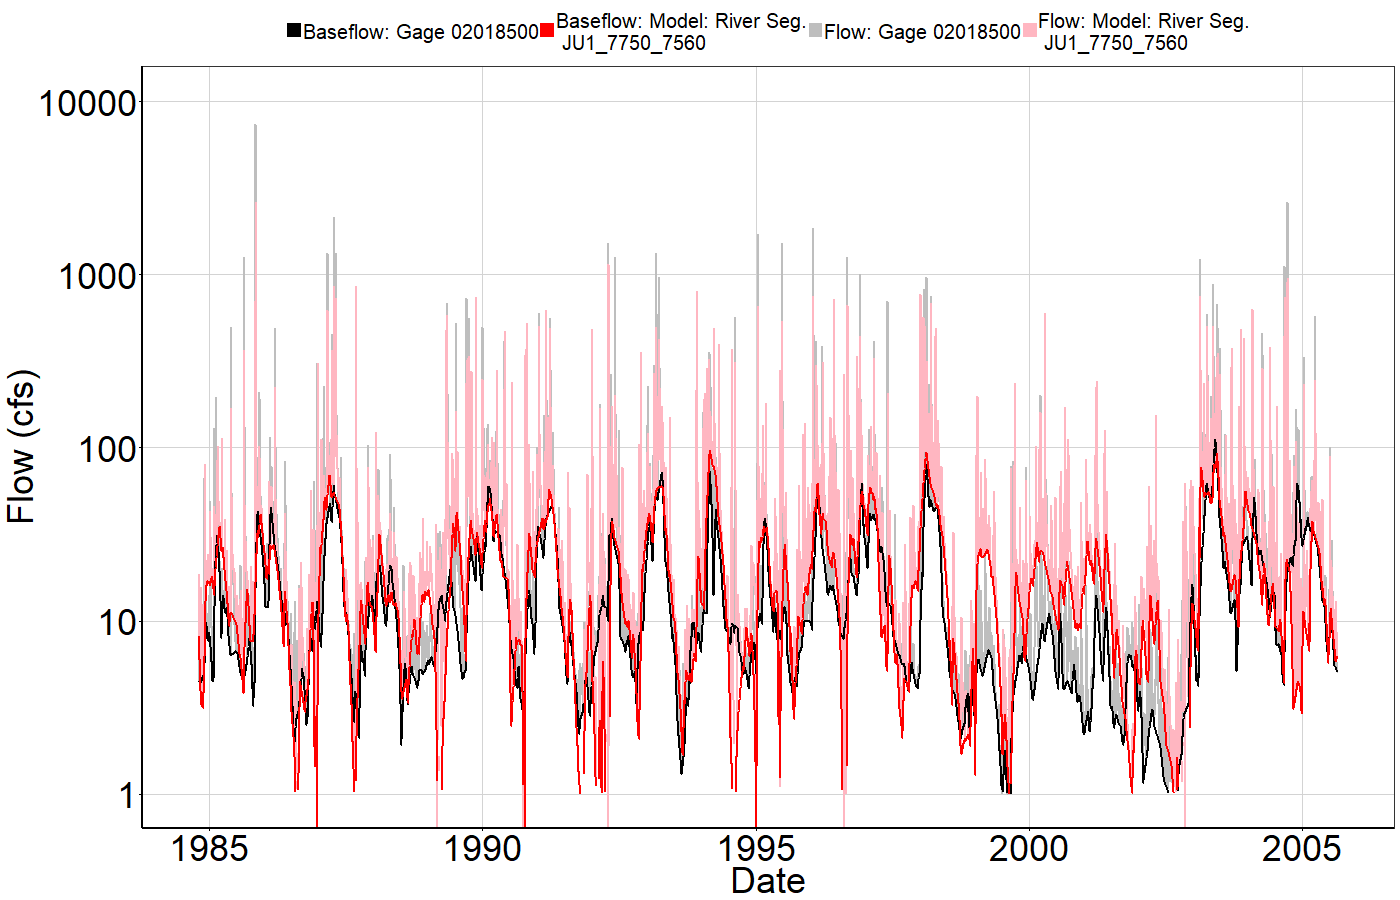 Baseflow: Gage 02018500
Baseflow: Model: River Seg.
JU1_7750_7560
Flow: Gage 02018500
Flow: Model: River Seg.
JU1_7750_7560
Flow (cfs)
10000
1000
100
10
1
1985
1990
1995
2000
2005
Date